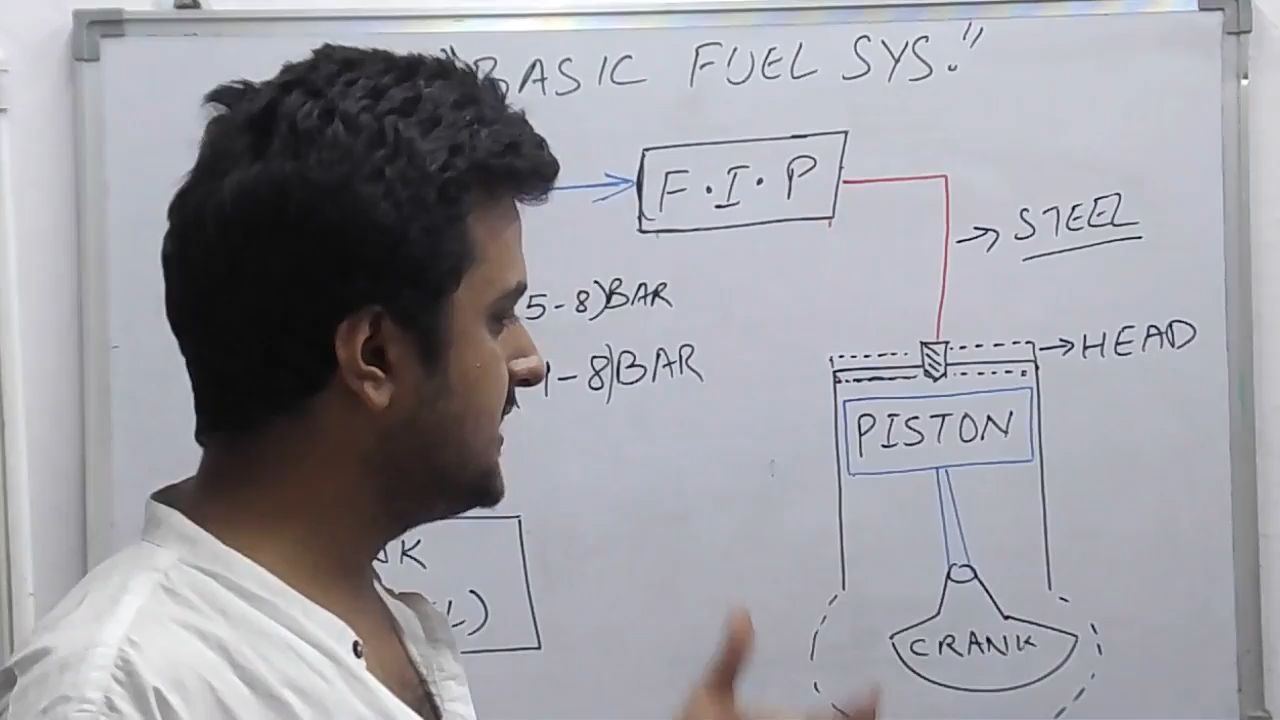 "BASIC FUEL SYS."
F.I.P
STEEL
5-8)BAR
HEAD
-8)BAR
PISTON
CRANK